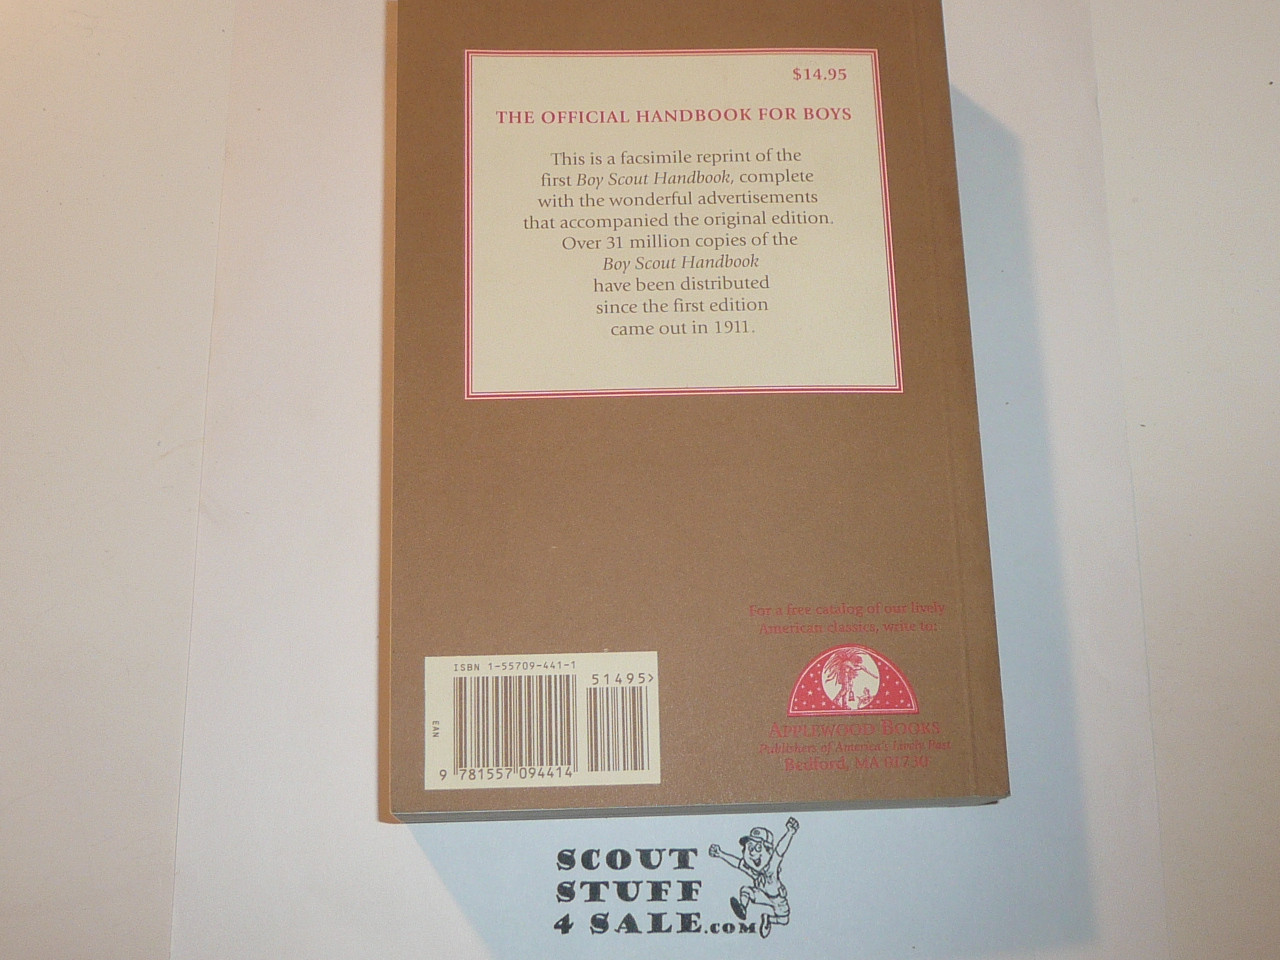 $14.95
THE OFFICIAL HANDBOOK FOR BOYS
This is a facsimile reprint of the
first Boy Scout Handbook, complete
with the wonderful advertisements
that accompanied the original edition.
Over 31 million copies of the
Boy Scout Handbook
have been distributed
since the first edition
came out in 1911.
For a free catalog of our lively
American classics, write to:
APPLEWOOD BOOKS
Publishers of America's Lively Past
Bedford, MA 01730
ISBN 1-55709-441-1
51495>
EAN
9 781557 094414
SCOUT
STUFF
4 SALE.COM